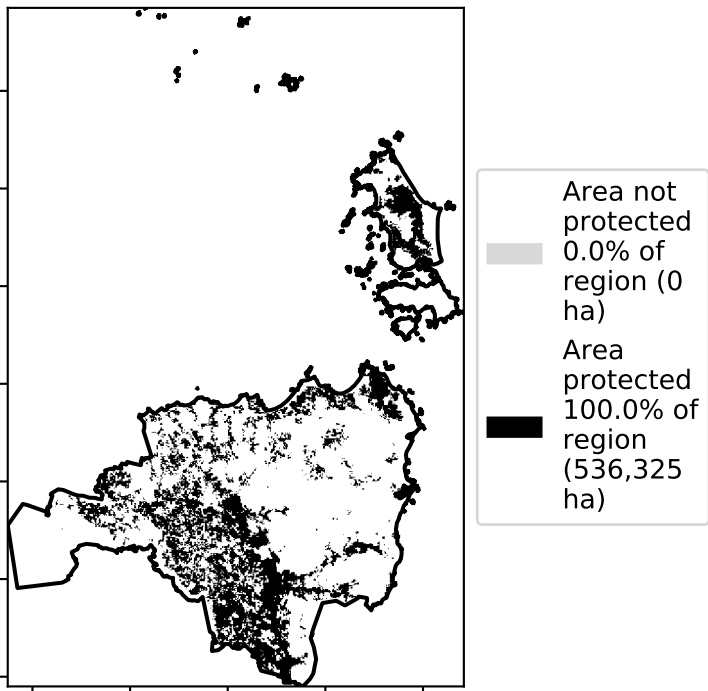 Area not
protected
0.0% of
region (0
ha)
Area
protected
100.0% of
region
(536,325
ha)